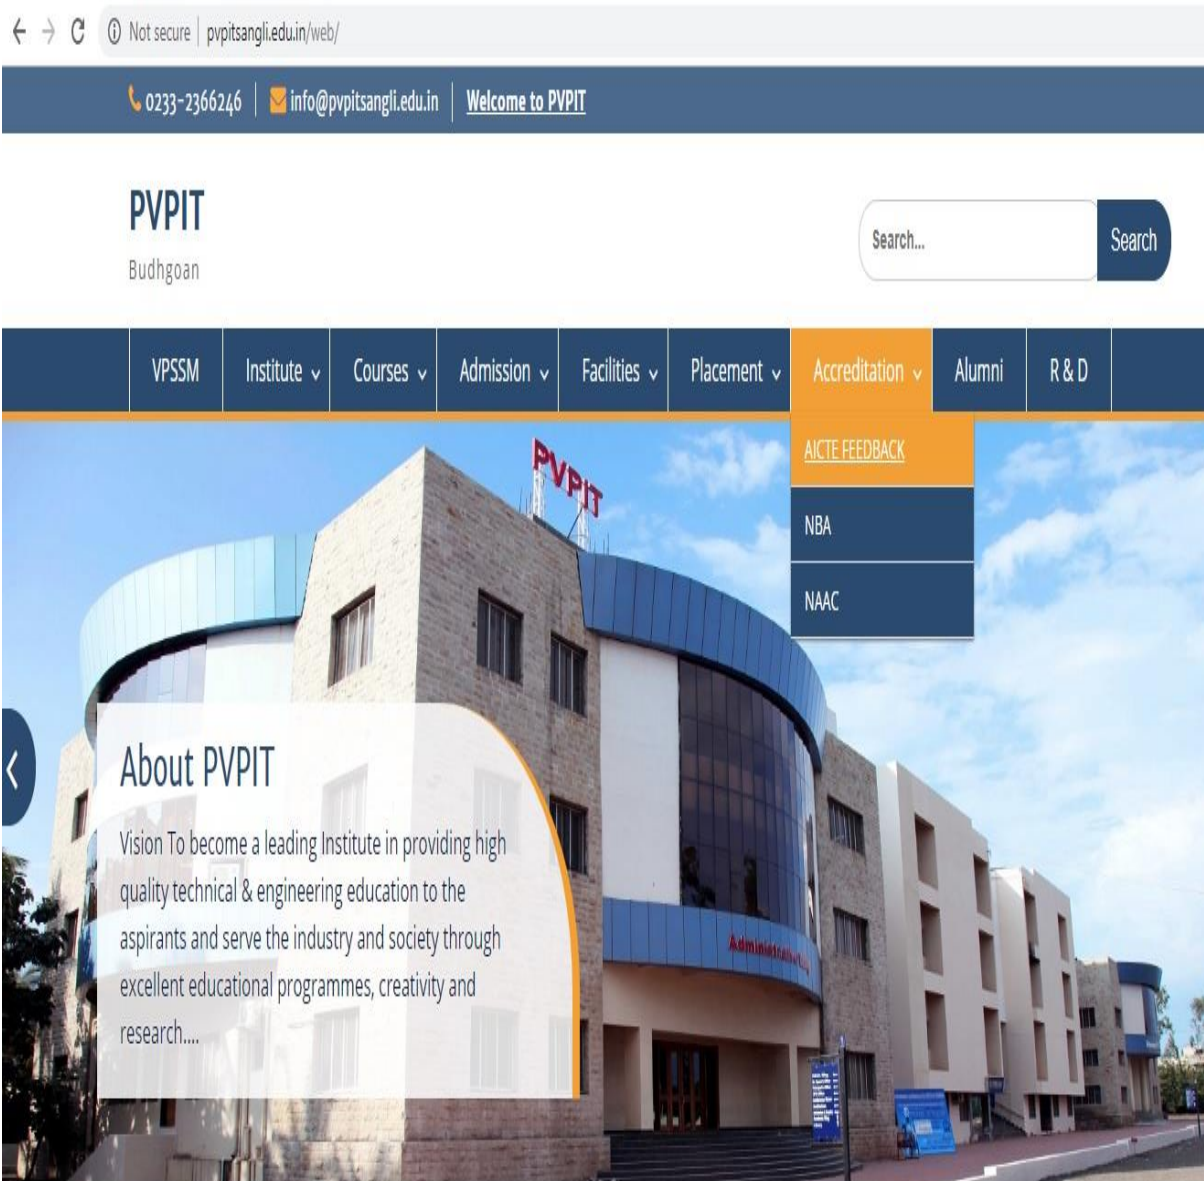 Not secure | pvpitsangli.edu.in/web/
0233-2366246 | info@pvpitsangli.edu.in | Welcome to PVPIT
PVPIT
Budhgoan
Search...
Search
VPSSM Institute Courses Admission Facilities Placement Accreditation Alumni R & D
AICTE FEEDBACK
NBA
NAAC
PVPIT
About PVPIT
Vision To become a leading Institute in providing high
quality technical & engineering education to the
aspirants and serve the industry and society through
excellent educational programmes, creativity and
research....